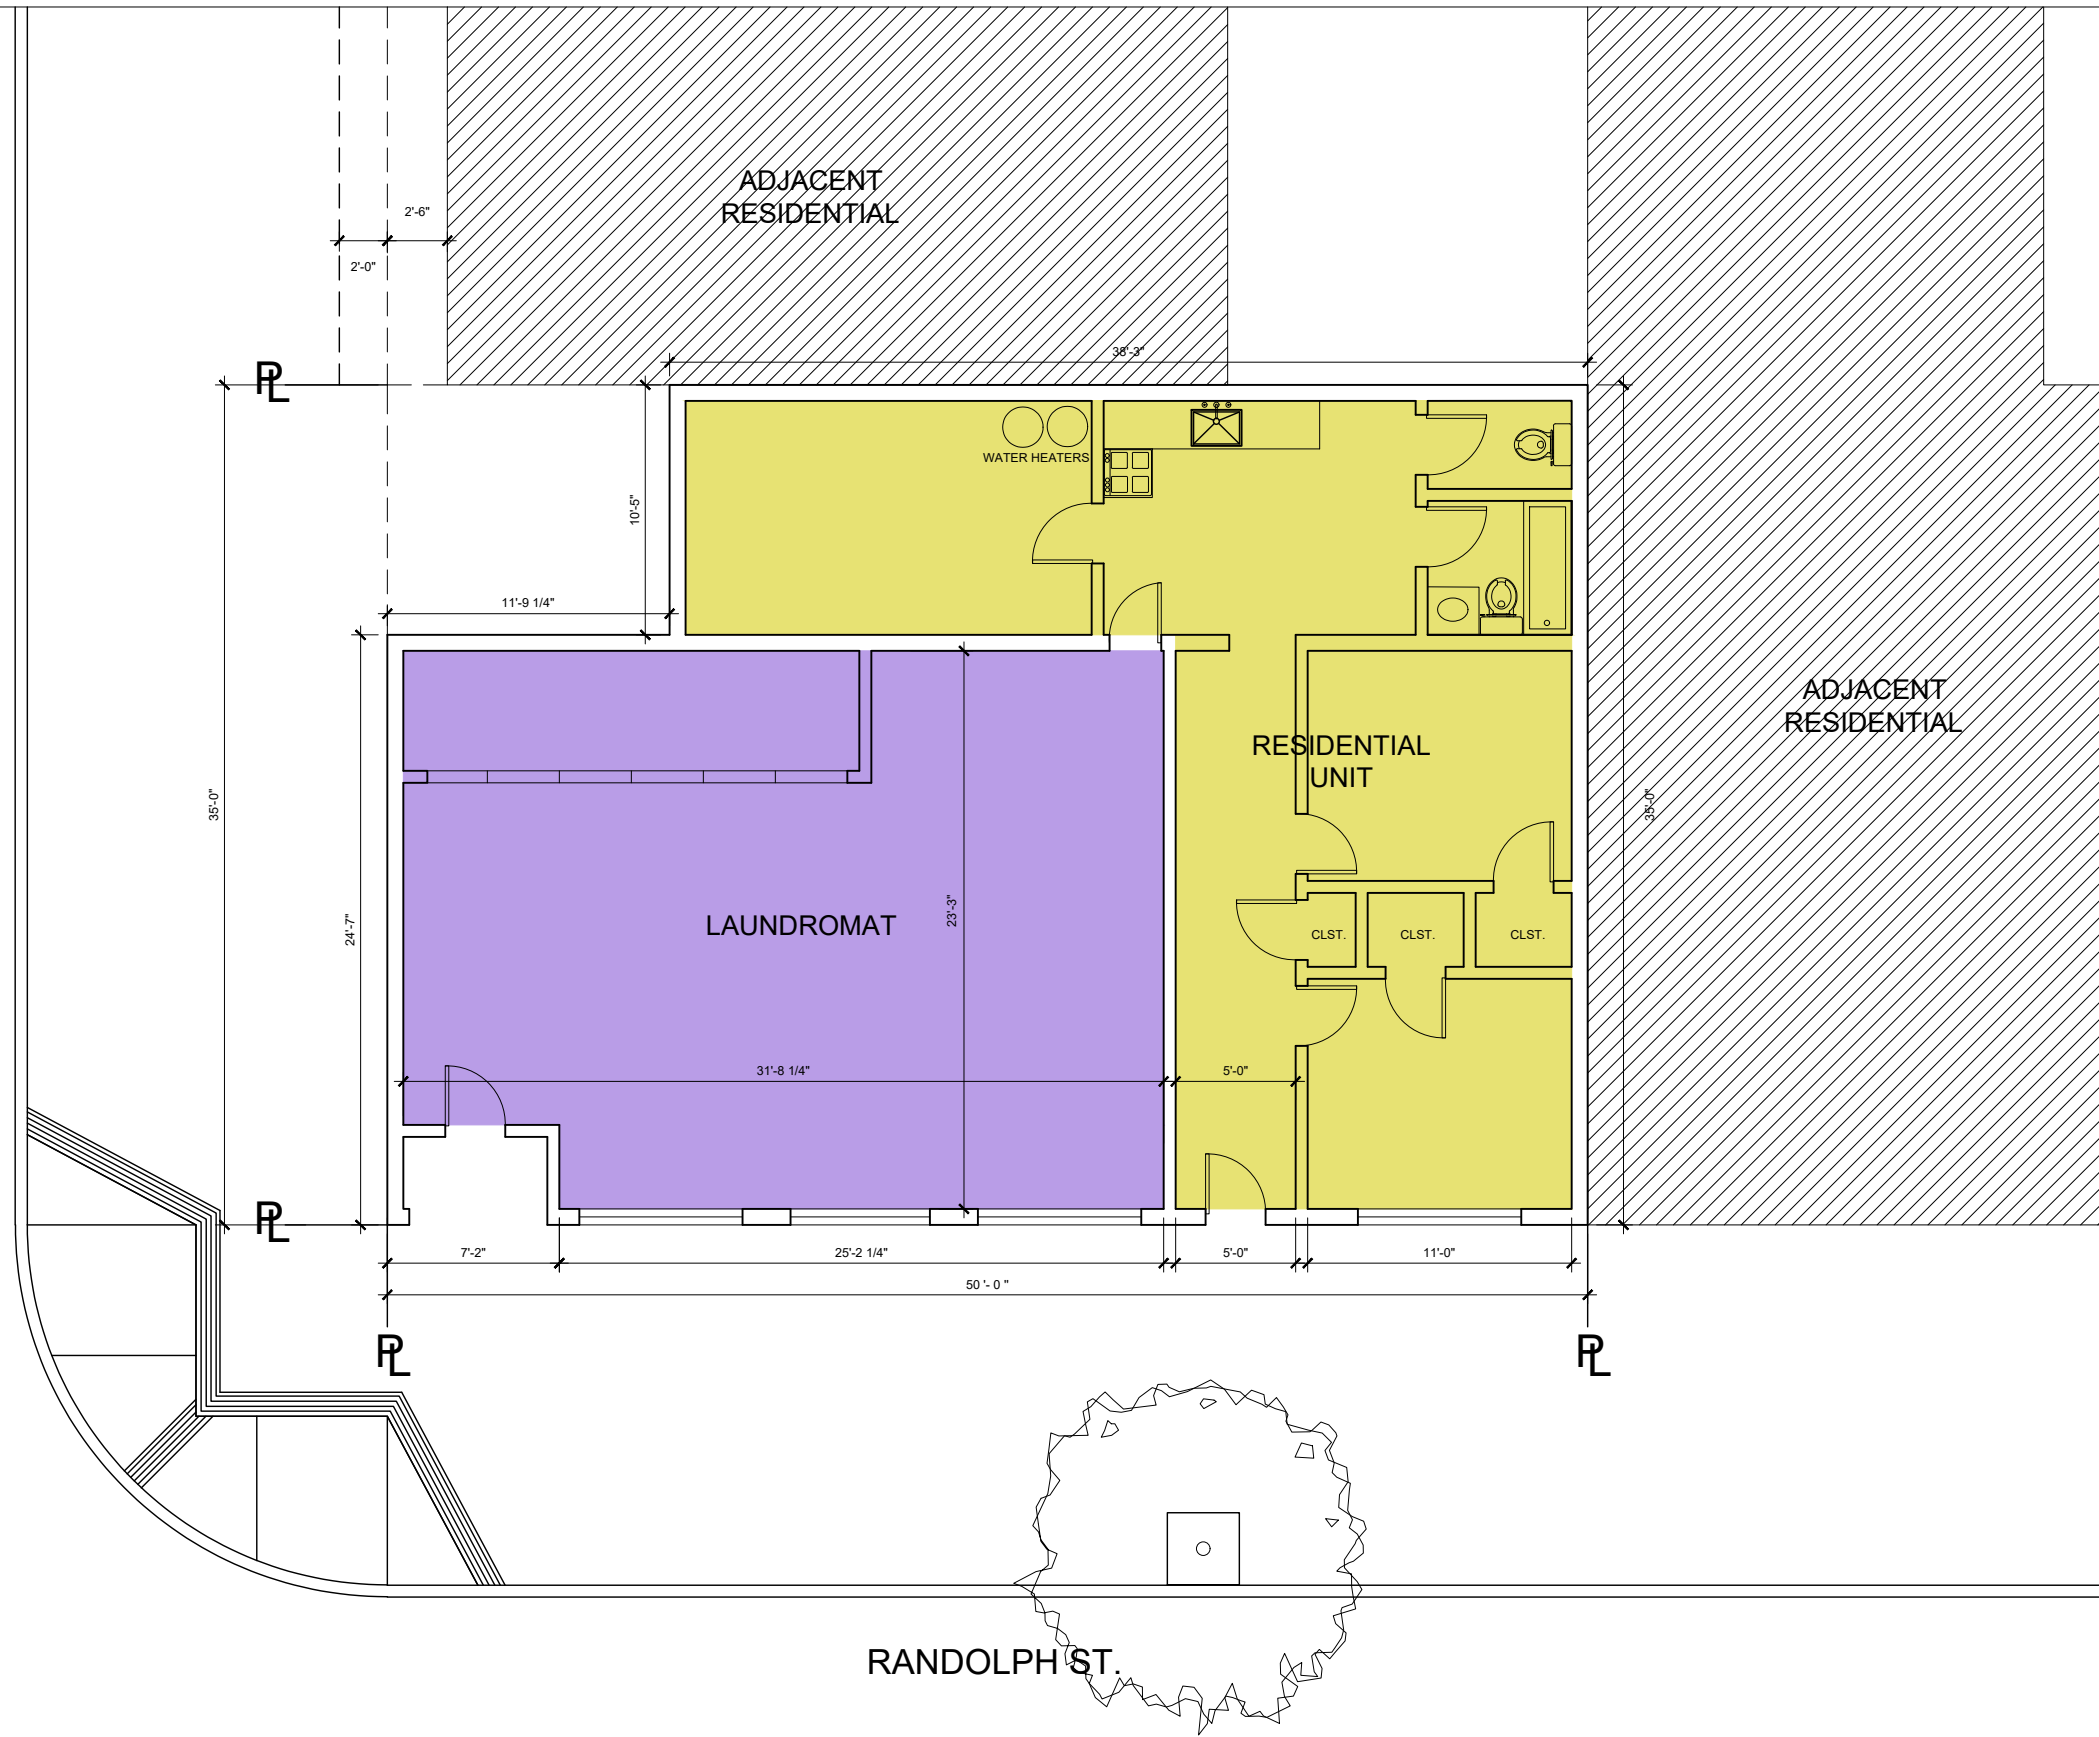 ADJACENT
RESIDENTIAL
2'-6"
2'-0"
38'-3"
PL
WATER HEATERS
10'-5"
11'-9 1/4"
ADJACENT
RESIDENTIAL
RESIDENTIAL
UNIT
35'-0"
35'-0"
24'-7"
LAUNDROMAT
23'-3"
CLST.
CLST.
CLST.
31'-8 1/4"
5'-0"
PL
7'-2"
25'-2 1/4"
5'-0"
11'-0"
50 '- 0 "
PL
PL
RANDOLPH ST.